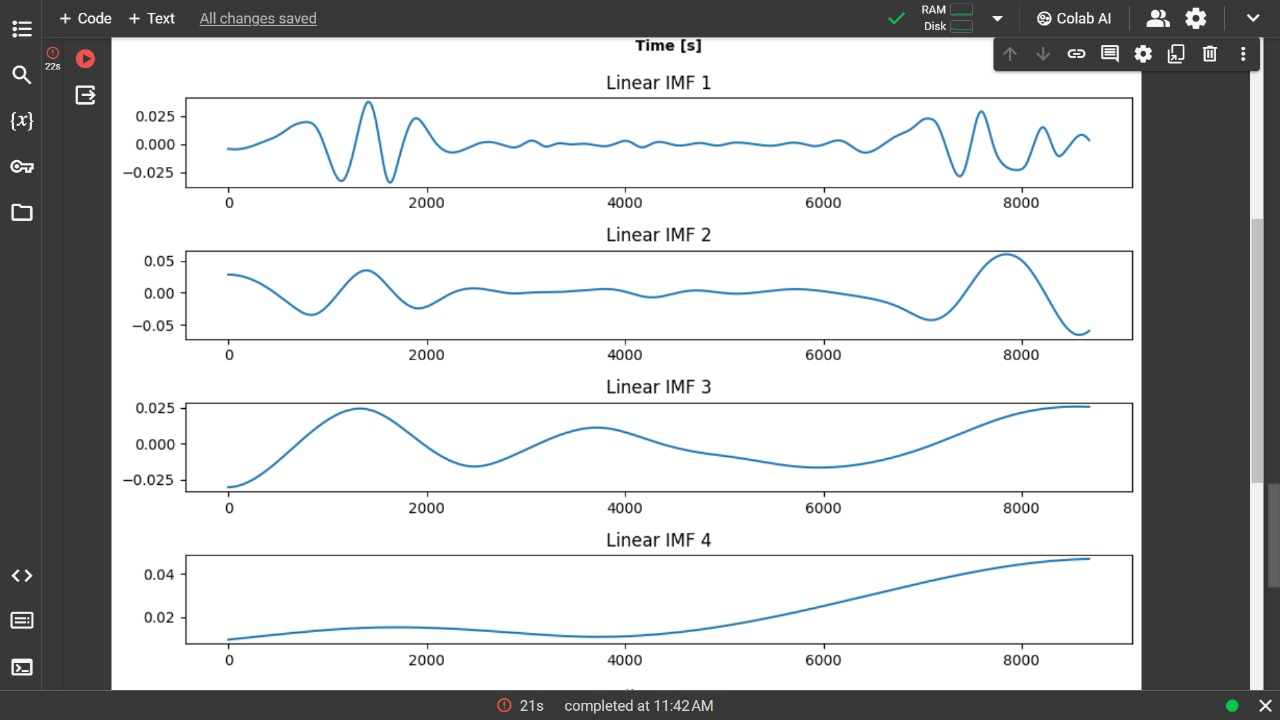 + Code + Text All changes saved RAM Disk Colab AI
22s
{x}
Time [s]
Linear IMF 1
0.025
0.000
−0.025
0 2000 4000 6000 8000
Linear IMF 2
0.05
0.00
−0.05
0 2000 4000 6000 8000
Linear IMF 3
0.025
0.000
−0.025
0 2000 4000 6000 8000
Linear IMF 4
0.04
0.02
0 2000 4000 6000 8000
21s completed at 11:42 AM